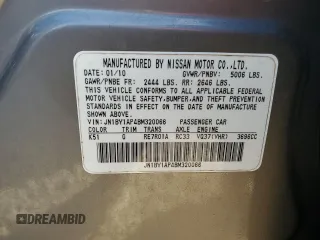 MANUFACTURED BY NISSAN MOTOR CO.,LTD.
DATE: 01/10 GVWR/PNBV: 5006 LBS.
GAWR/PNBE FR: 2444 LBS. RR: 2646 LBS.
THIS VEHICLE CONFORMS TO ALL APPLICABLE
FEDERAL MOTOR VEHICLE SAFETY,BUMPER,AND THEFT
PREVENTION STANDARDS IN EFFECT ON THE DATE OF
MANUFACTURE SHOWN ABOVE.
VIN:JN1BY1AP4BM320066 PASSENGER CAR
COLOR TRIM TRANS AXLE ENGINE
K51 G RE7R01A RC33 VQ37(VHR) 3696CC
JN1BY1AP4BM320066
DREAMBID